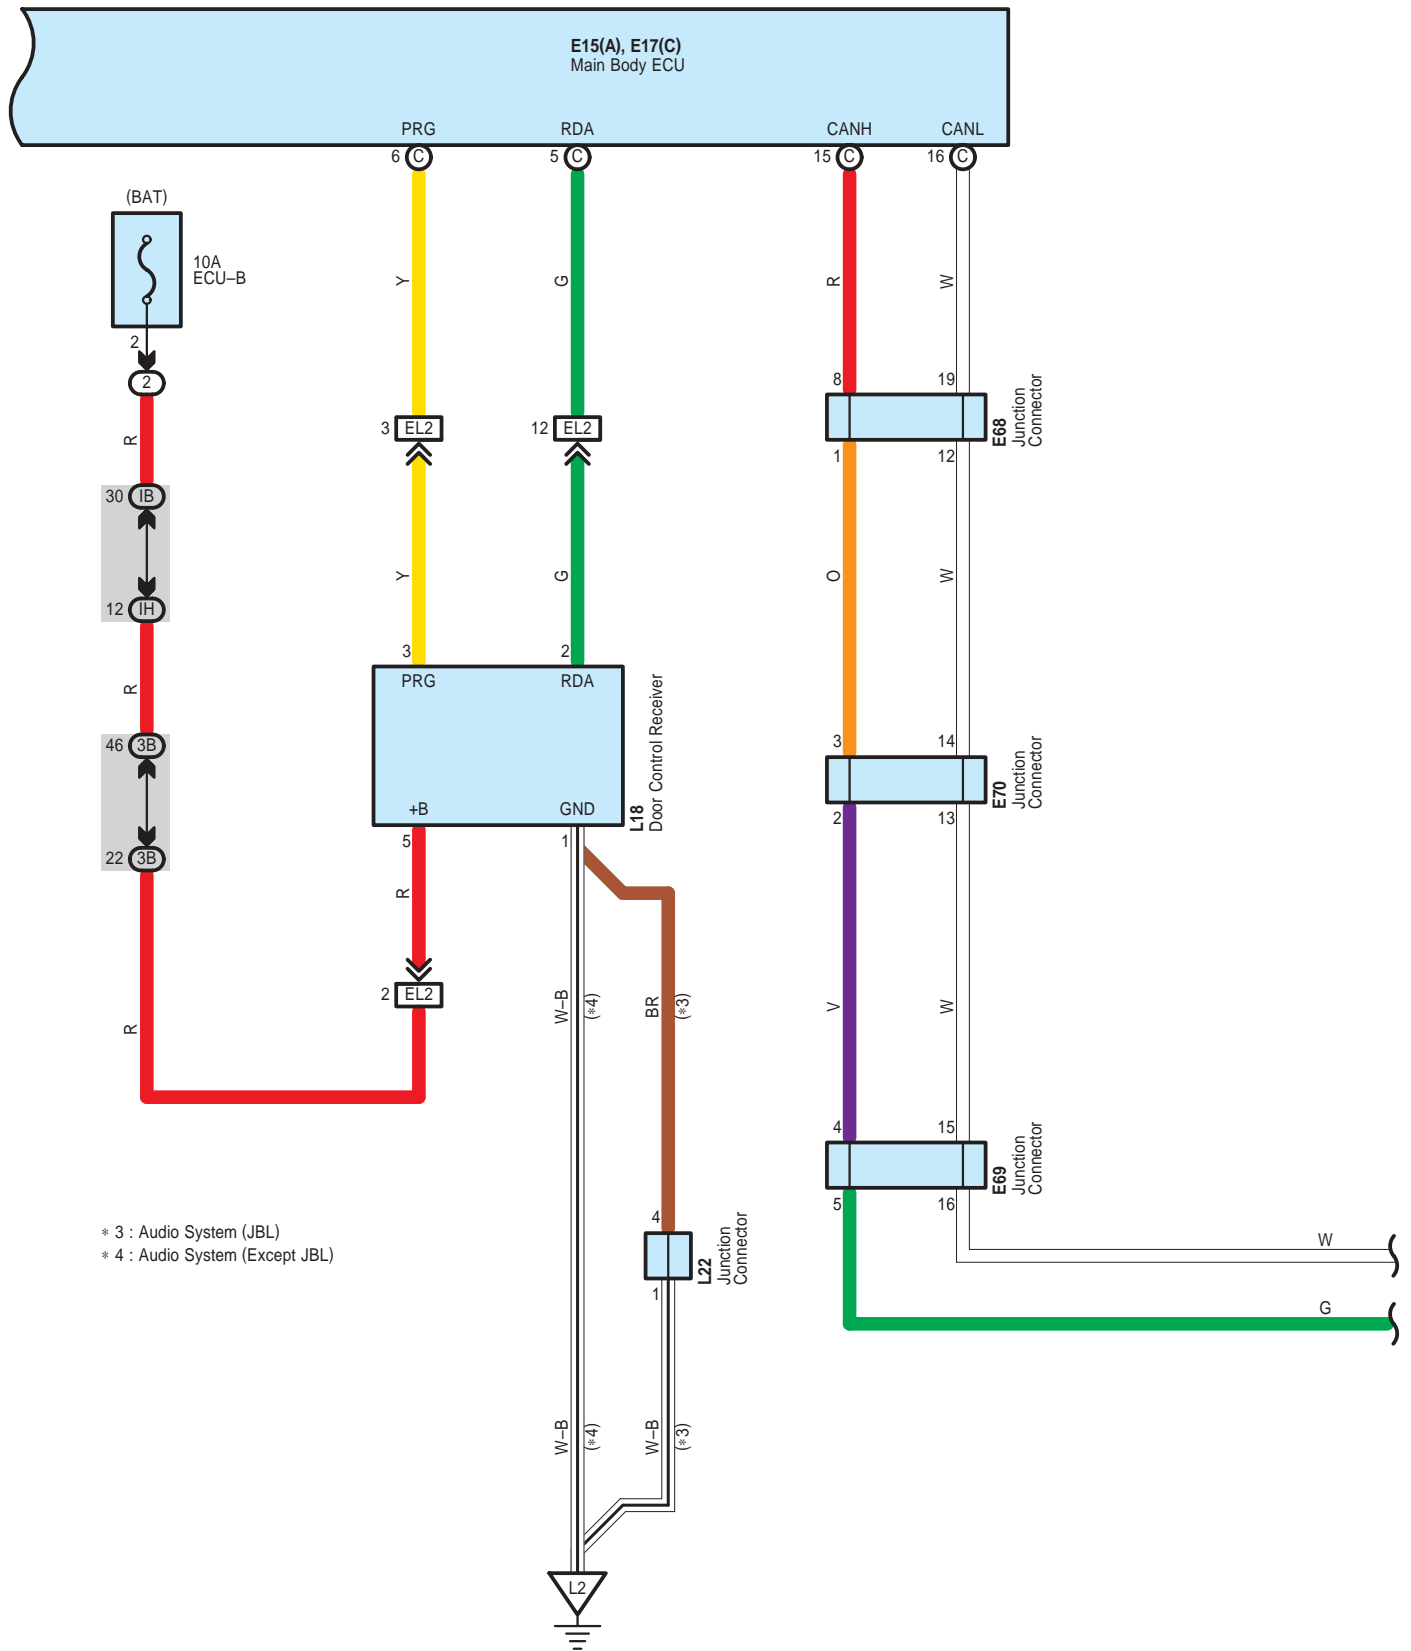 E15(A), E17(C)
Main Body ECU
PRG
RDA
CANH
CANL
6 C
5 C
15 C
16 C
(BAT)
10A
ECU–B
2
2
R
Y
G
R
W
8
19
E68
Junction
Connector
3 EL2
12 EL2
1
12
30 IB
12 IH
R
Y
G
O
W
3
2
PRG
RDA
+B
GND
L18
Door Control Receiver
46 3B
22 3B
3
14
E70
Junction
Connector
2
13
5
1
R
2 EL2
R
W–B
(∗4)
BR
(∗3)
V
W
4
15
E69
Junction
Connector
5
16
∗ 3 : Audio System (JBL)
∗ 4 : Audio System (Except JBL)
4
L22
Junction
Connector
1
W
G
W–B
(∗4)
W–B
(∗3)
L2